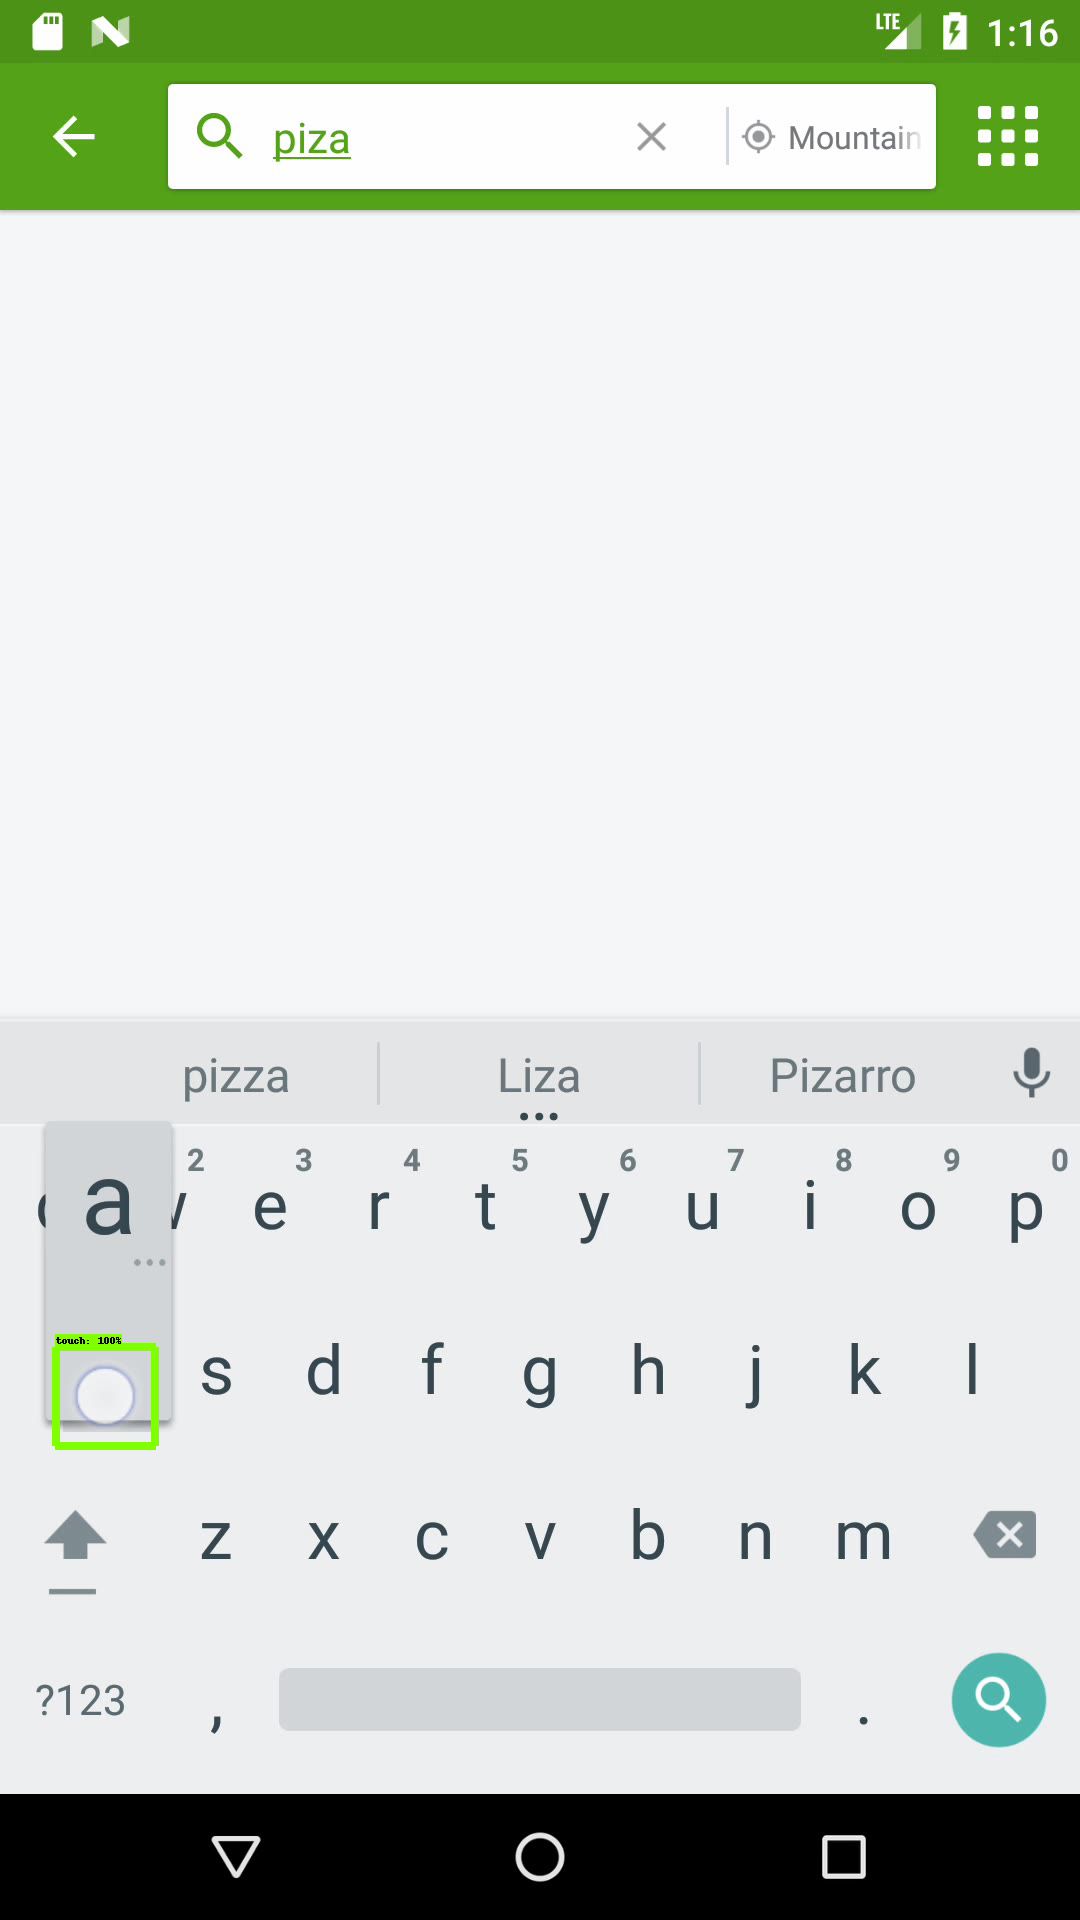 LTE 1:16
piza Mountain
pizza Liza Pizarro
2 3 4 5 6 7 8 9 0
a e r t y u i o p
touch: 100%
s d f g h j k l
z x c v b n m
?123 , .